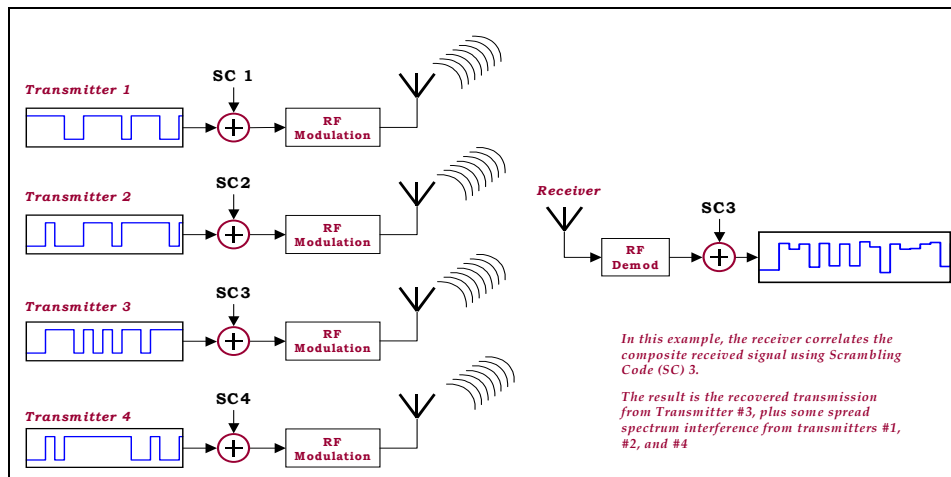 SC 1
Transmitter 1
RF
Modulation
SC2
Transmitter 2
RF
Modulation
SC3
Transmitter 3
RF
Modulation
SC4
Transmitter 4
RF
Modulation
Receiver
SC3
RF
Demod
In this example, the receiver correlates the
composite received signal using Scrambling
Code (SC) 3.
The result is the recovered transmission
from Transmitter #3, plus some spread
spectrum interference from transmitters #1,
#2, and #4